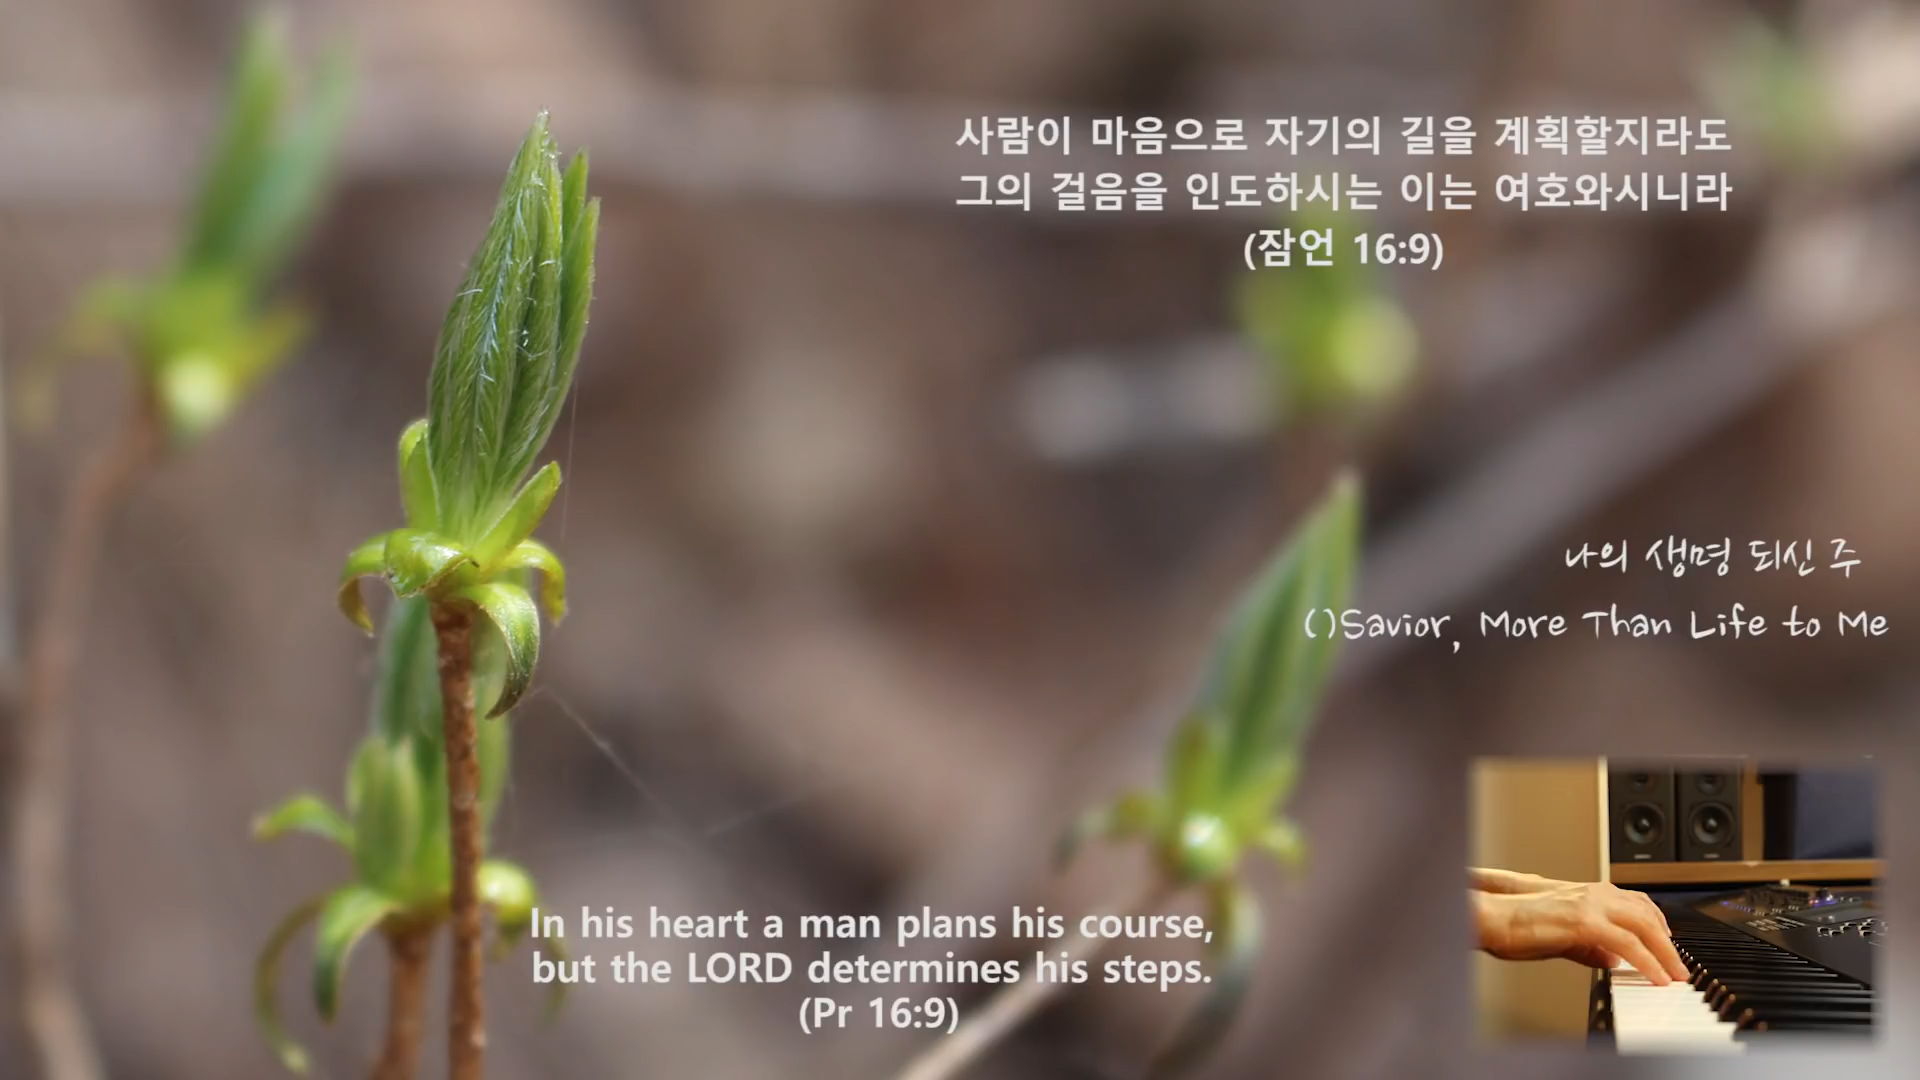 사람이 마음으로 자기의 길을 계획할지라도
그의 걸음을 인도하시는 이는 여호와시니라
(잠언 16:9)
나의 생명 되신 주
()Savior, More Than Life to Me
In his heart a man plans his course,
but the LORD determines his steps.
(Pr 16:9)